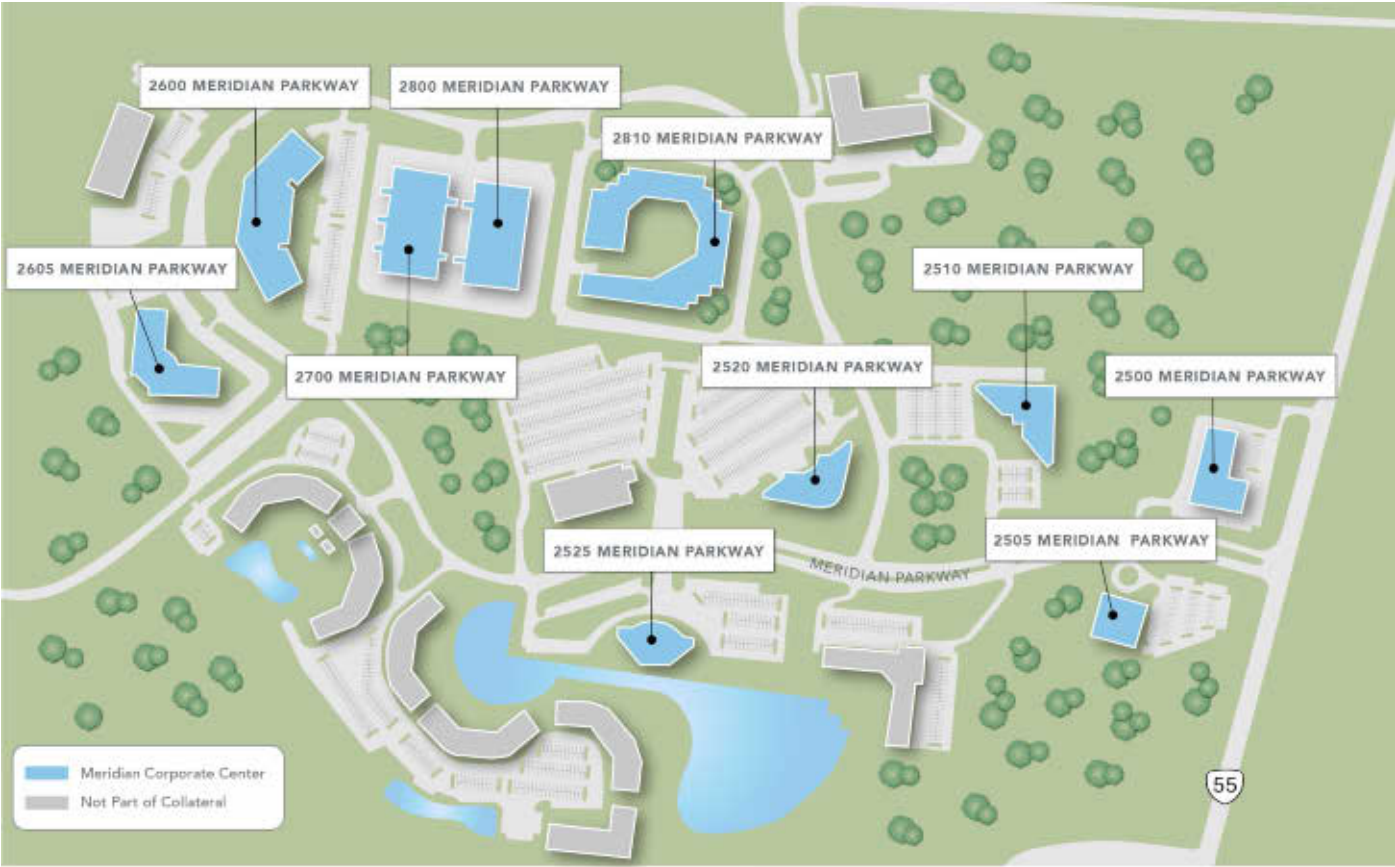 2600 MERIDIAN PARKWAY
2800 MERIDIAN PARKWAY
2810 MERIDIAN PARKWAY
2605 MERIDIAN PARKWAY
2510 MERIDIAN PARKWAY
2700 MERIDIAN PARKWAY
2520 MERIDIAN PARKWAY
2500 MERIDIAN PARKWAY
2525 MERIDIAN PARKWAY
2505 MERIDIAN PARKWAY
MERIDIAN PARKWAY
Meridian Corporate Center
Not Part of Collateral
55